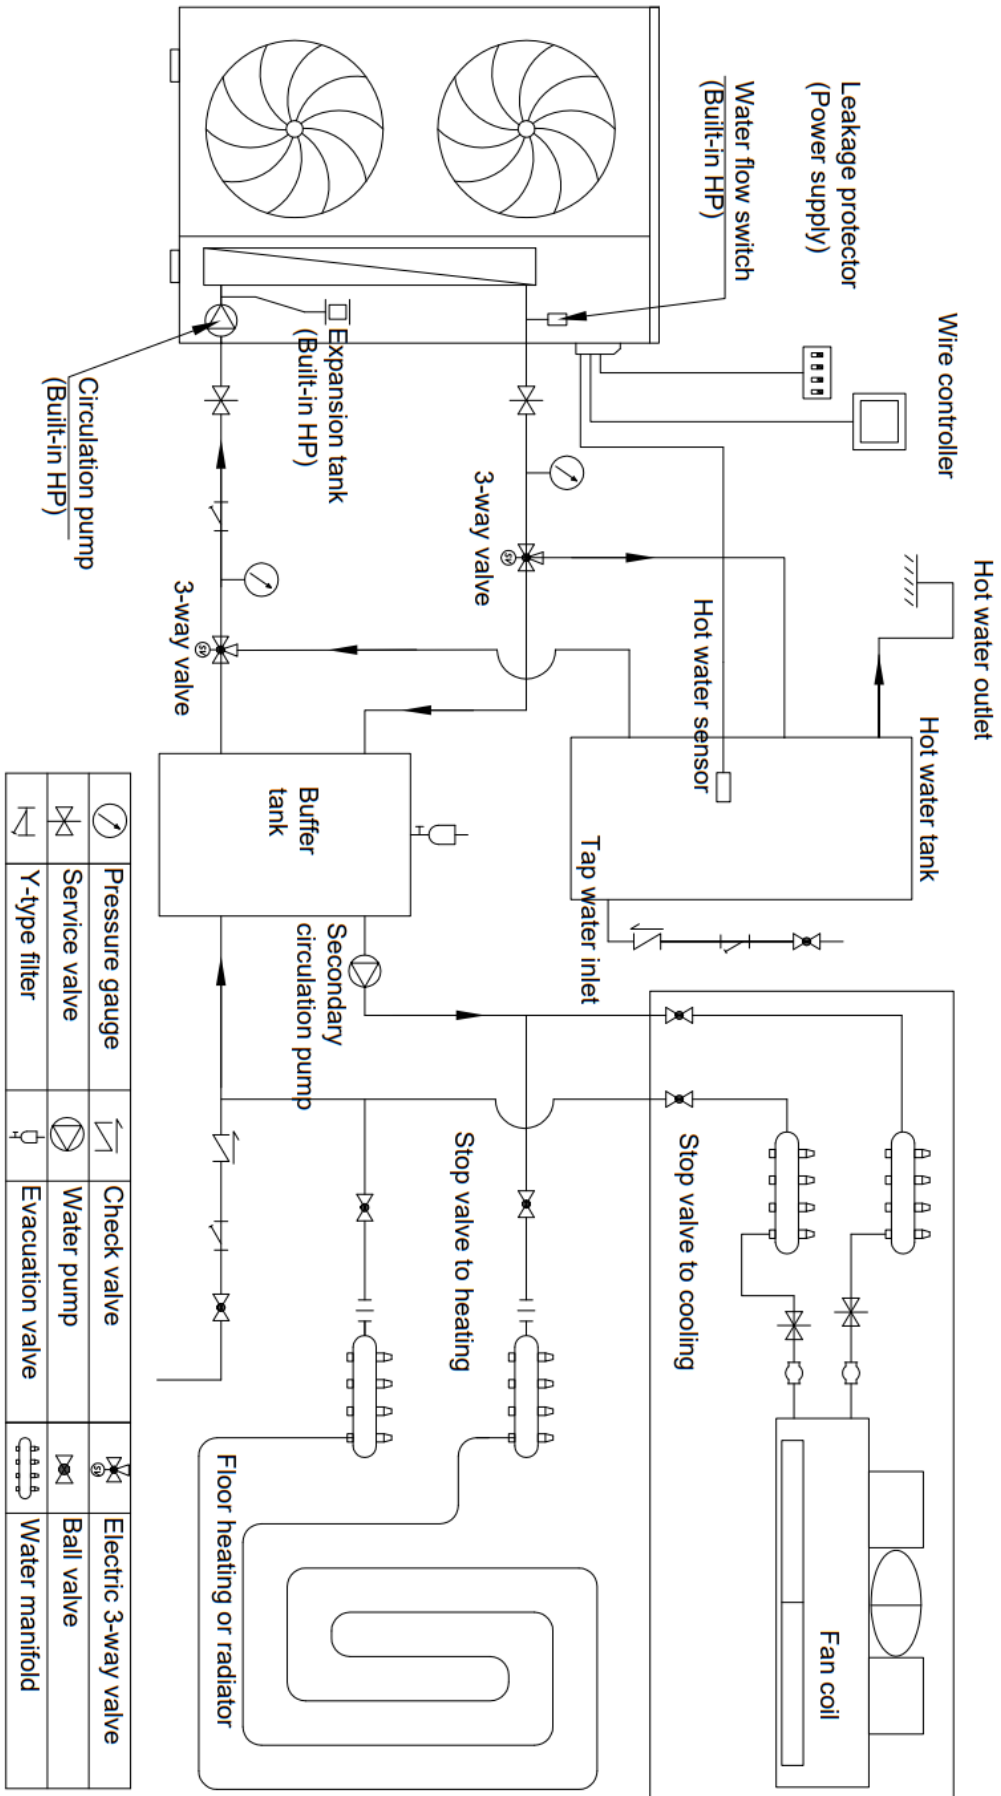 Hot water outlet
Wire controller
Leakage protector
(Power supply)
Water flow switch
(Built-in HP)
Hot water tank
Hot water sensor
Tap water inlet
3-way valve
Expansion tank
(Built-in HP)
Circulation pump
(Built-in HP)
3-way valve
SV
SV
Buffer
tank
Secondary
circulation pump
Stop valve to cooling
Stop valve to heating
Fan coil
Floor heating or radiator
Pressure gauge
Check valve
SV
Electric 3-way valve
Service valve
Water pump
Ball valve
Y-type filter
Evacuation valve
Water manifold